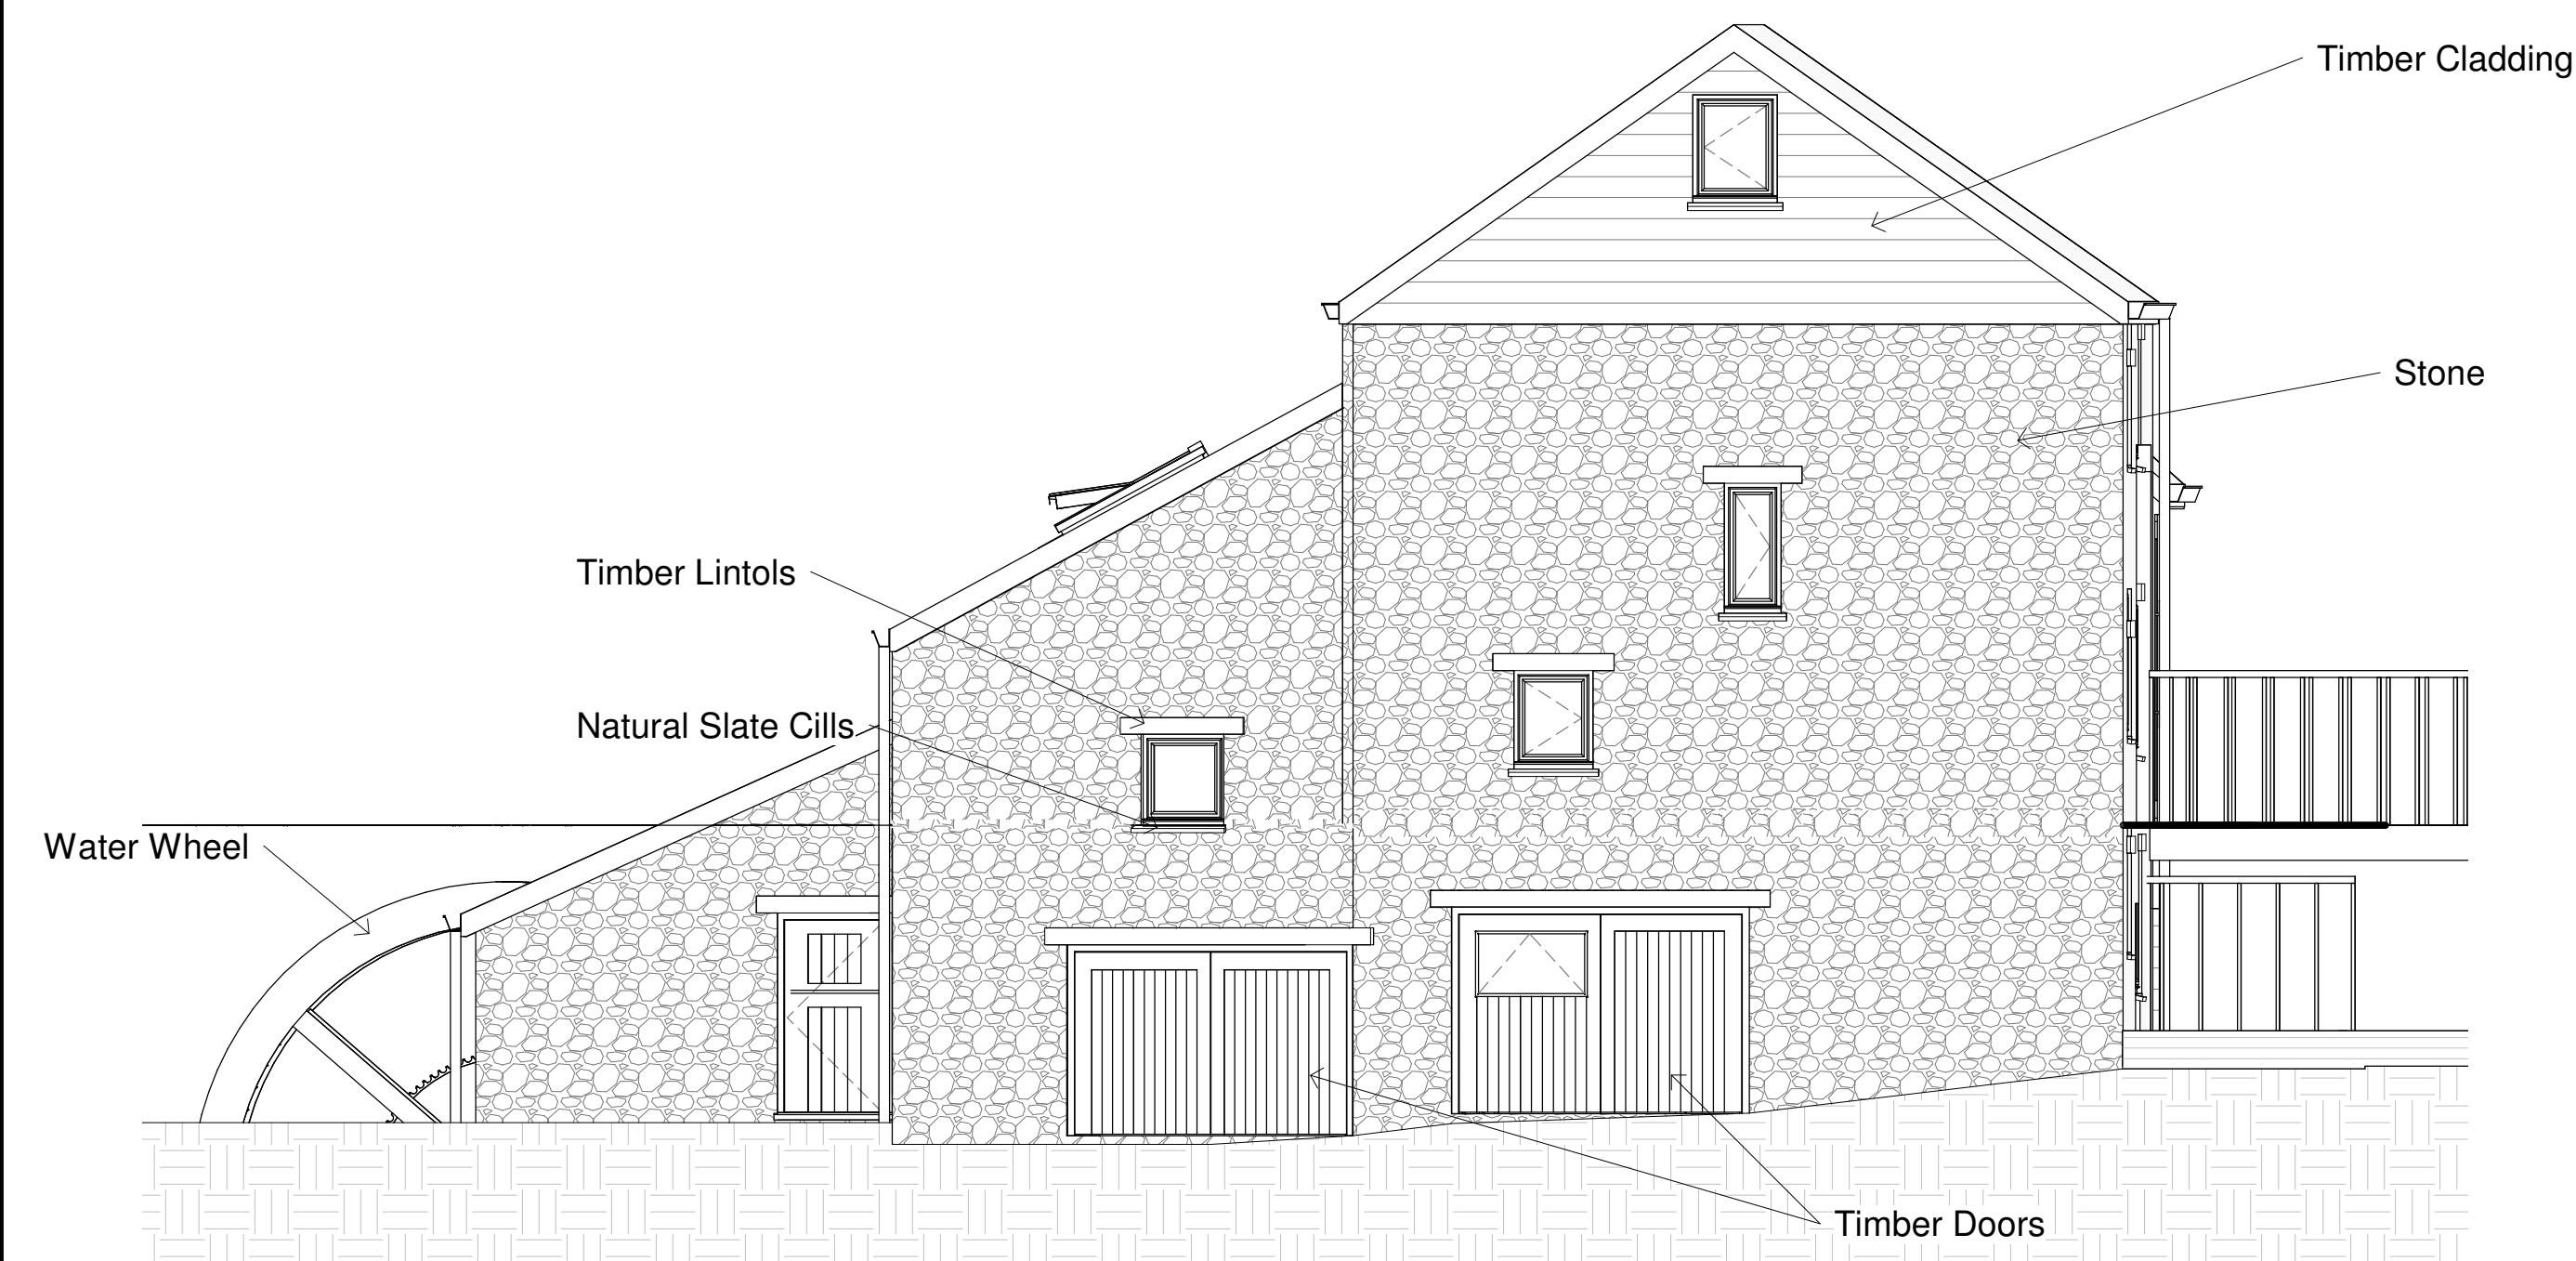 Timber Cladding
Stone
Timber Lintols
Natural Slate Cills
Water Wheel
Timber Doors